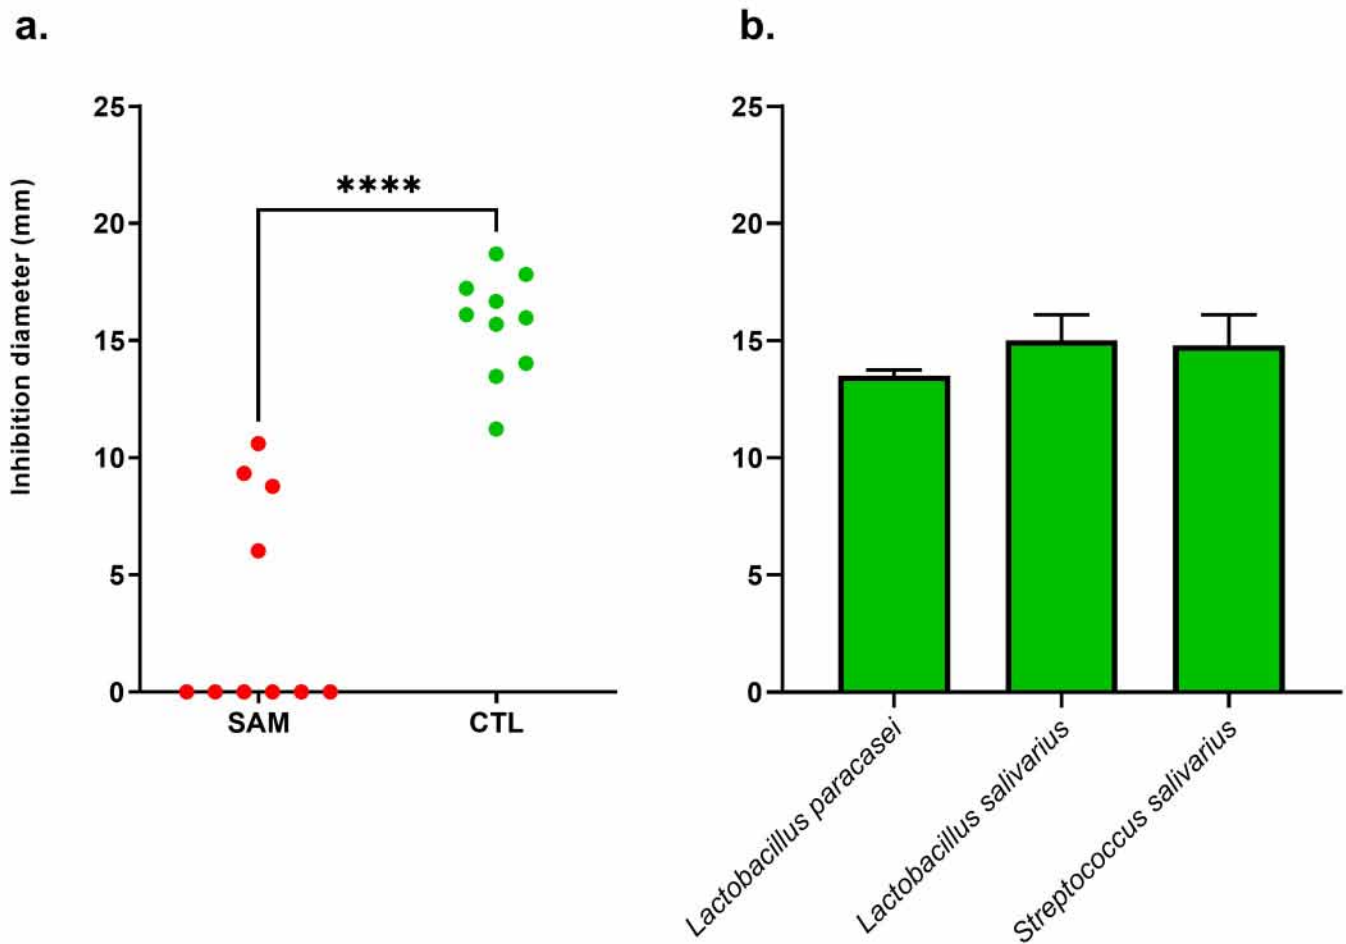 a.
Inhibition diameter (mm)
25
20
15
10
5
0
****
SAM
CTL
b.
25
20
15
10
5
0
Lactobacillus paracasei
Lactobacillus salivarius
Streptococcus salivarius